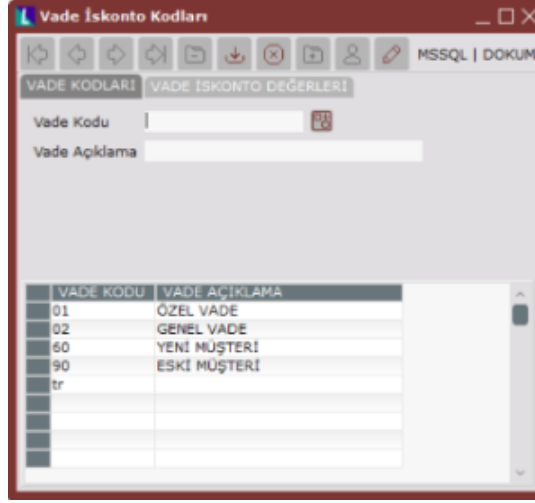 Vade İskonto Kodları
MSSQL | DOKUM
VADE KODLARI VADE İSKONTO DEĞERLERİ
Vade Kodu
Vade Açıklama
VADE KODU VADE AÇIKLAMA
01 ÖZEL VADE
02 GENEL VADE
60 YENİ MÜŞTERİ
90 ESKİ MÜŞTERİ
tr